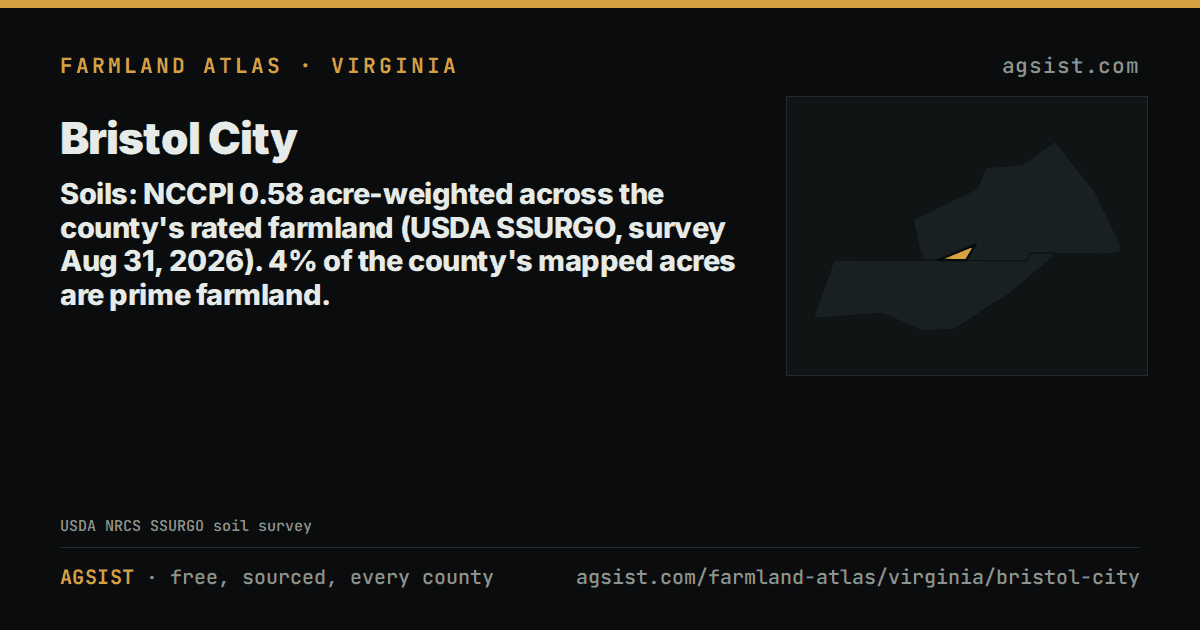 FARMLAND ATLAS · VIRGINIA
agsist.com
Bristol City
Soils: NCCPI 0.58 acre-weighted across the
county's rated farmland (USDA SSURGO, survey
Aug 31, 2026). 4% of the county's mapped acres
are prime farmland.
USDA NRCS SSURGO soil survey
AGSIST · free, sourced, every county
agsist.com/farmland-atlas/virginia/bristol-city